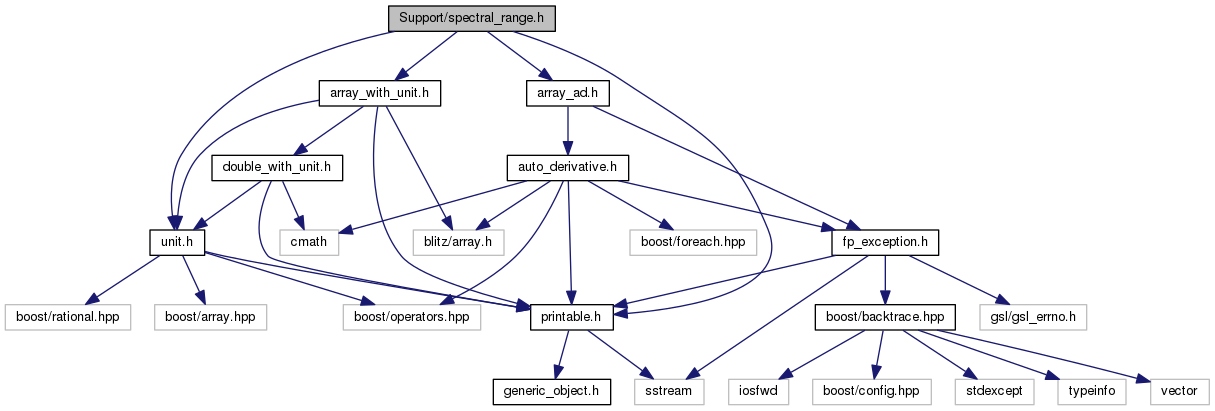 Support/spectral_range.h
array_with_unit.h
array_ad.h
double_with_unit.h
auto_derivative.h
unit.h
cmath
blitz/array.h
boost/foreach.hpp
fp_exception.h
boost/rational.hpp
boost/array.hpp
boost/operators.hpp
printable.h
boost/backtrace.hpp
gsl/gsl_errno.h
generic_object.h
sstream
iosfwd
boost/config.hpp
stdexcept
typeinfo
vector